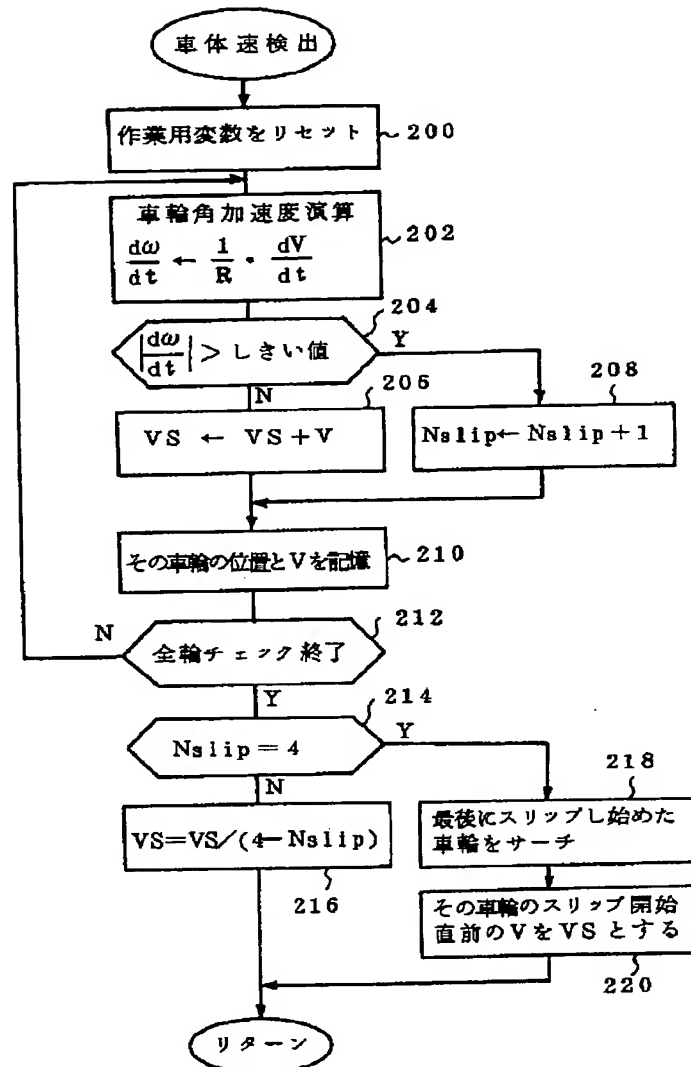 車体速検出
作業用変数をリセット
200
車輪角加速度演算
dω/dt ← 1/R・dV/dt
202
204
|dω/dt| > しきい値
Y
N
206
208
VS ← VS+V
Nslip←Nslip+1
その車輪の位置とVを記憶
210
N
212
全輪チェック終了
Y
214
Nslip=4
Y
N
218
VS=VS/(4-Nslip)
216
最後にスリップし始めた
車輪をサーチ
その車輪のスリップ開始
直前のVをVSとする
220
リターン